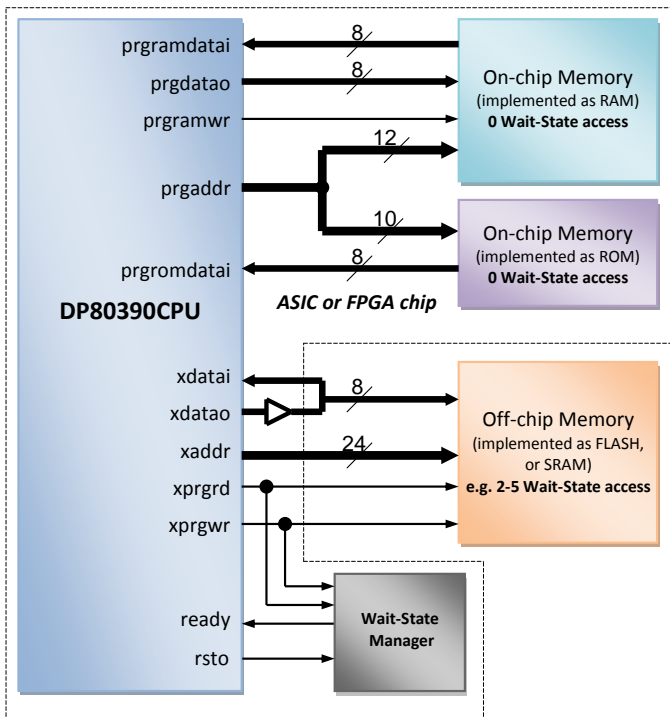 prgramdatai
8
prgdatao
8
On-chip Memory
(implemented as RAM)
0 Wait-State access
prgramwr
12
prgaddr
10
On-chip Memory
(implemented as ROM)
0 Wait-State access
prgromdatai
8
DP80390CPU
ASIC or FPGA chip
xdatai
8
xdatao
Off-chip Memory
(implemented as FLASH,
or SRAM)
e.g. 2-5 Wait-State access
xaddr
24
xprgrd
xprgwr
ready
Wait-State
Manager
rsto